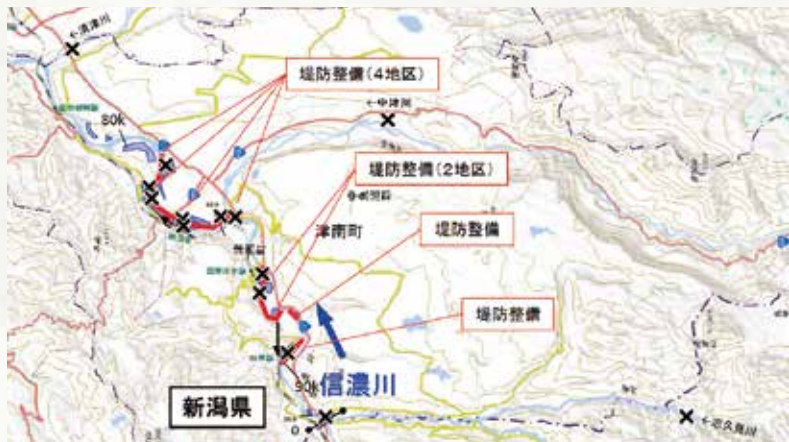 ←清津川
堤防整備(4地区)
80k
←中津川
堤防整備(2地区)
津南町
堤防整備
堤防整備
90k
信濃川
新潟県
←志久見川